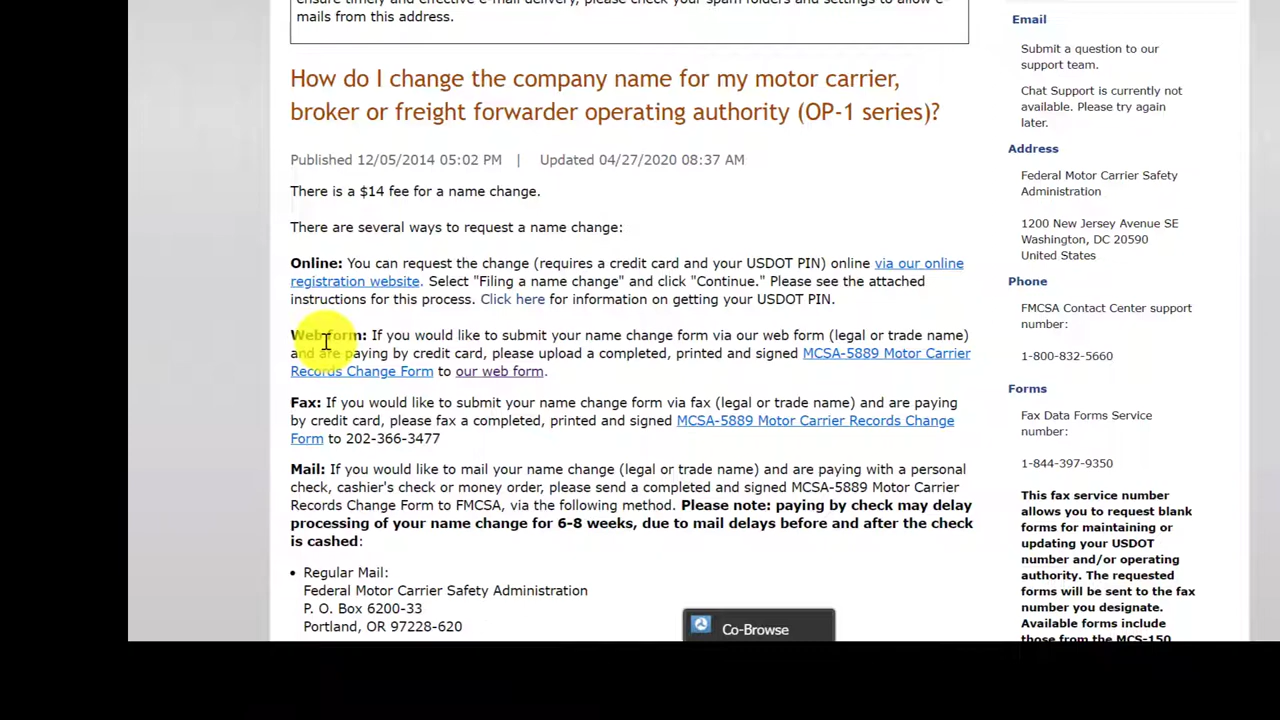 ensure timely and effective e-mail delivery, please check your spam folders and settings to allow e-
mails from this address.
How do I change the company name for my motor carrier,
broker or freight forwarder operating authority (OP-1 series)?
Published 12/05/2014 05:02 PM | Updated 04/27/2020 08:37 AM
There is a $14 fee for a name change.
There are several ways to request a name change:
Online: You can request the change (requires a credit card and your USDOT PIN) online via our online
registration website. Select "Filing a name change" and click "Continue." Please see the attached
instructions for this process. Click here for information on getting your USDOT PIN.
Web form: If you would like to submit your name change form via our web form (legal or trade name)
and are paying by credit card, please upload a completed, printed and signed MCSA-5889 Motor Carrier
Records Change Form to our web form.
Fax: If you would like to submit your name change form via fax (legal or trade name) and are paying
by credit card, please fax a completed, printed and signed MCSA-5889 Motor Carrier Records Change
Form to 202-366-3477
Mail: If you would like to mail your name change (legal or trade name) and are paying with a personal
check, cashier's check or money order, please send a completed and signed MCSA-5889 Motor Carrier
Records Change Form to FMCSA, via the following method. Please note: paying by check may delay
processing of your name change for 6-8 weeks, due to mail delays before and after the check
is cashed:
• Regular Mail:
Federal Motor Carrier Safety Administration
P. O. Box 6200-33
Portland, OR 97228-620
Co-Browse
Email
Submit a question to our
support team.
Chat Support is currently not
available. Please try again
later.
Address
Federal Motor Carrier Safety
Administration
1200 New Jersey Avenue SE
Washington, DC 20590
United States
Phone
FMCSA Contact Center support
number:
1-800-832-5660
Forms
Fax Data Forms Service
number:
1-844-397-9350
This fax service number
allows you to request blank
forms for maintaining or
updating your USDOT
number and/or operating
authority. The requested
forms will be sent to the fax
number you designate.
Available forms include
those from the MCS-150